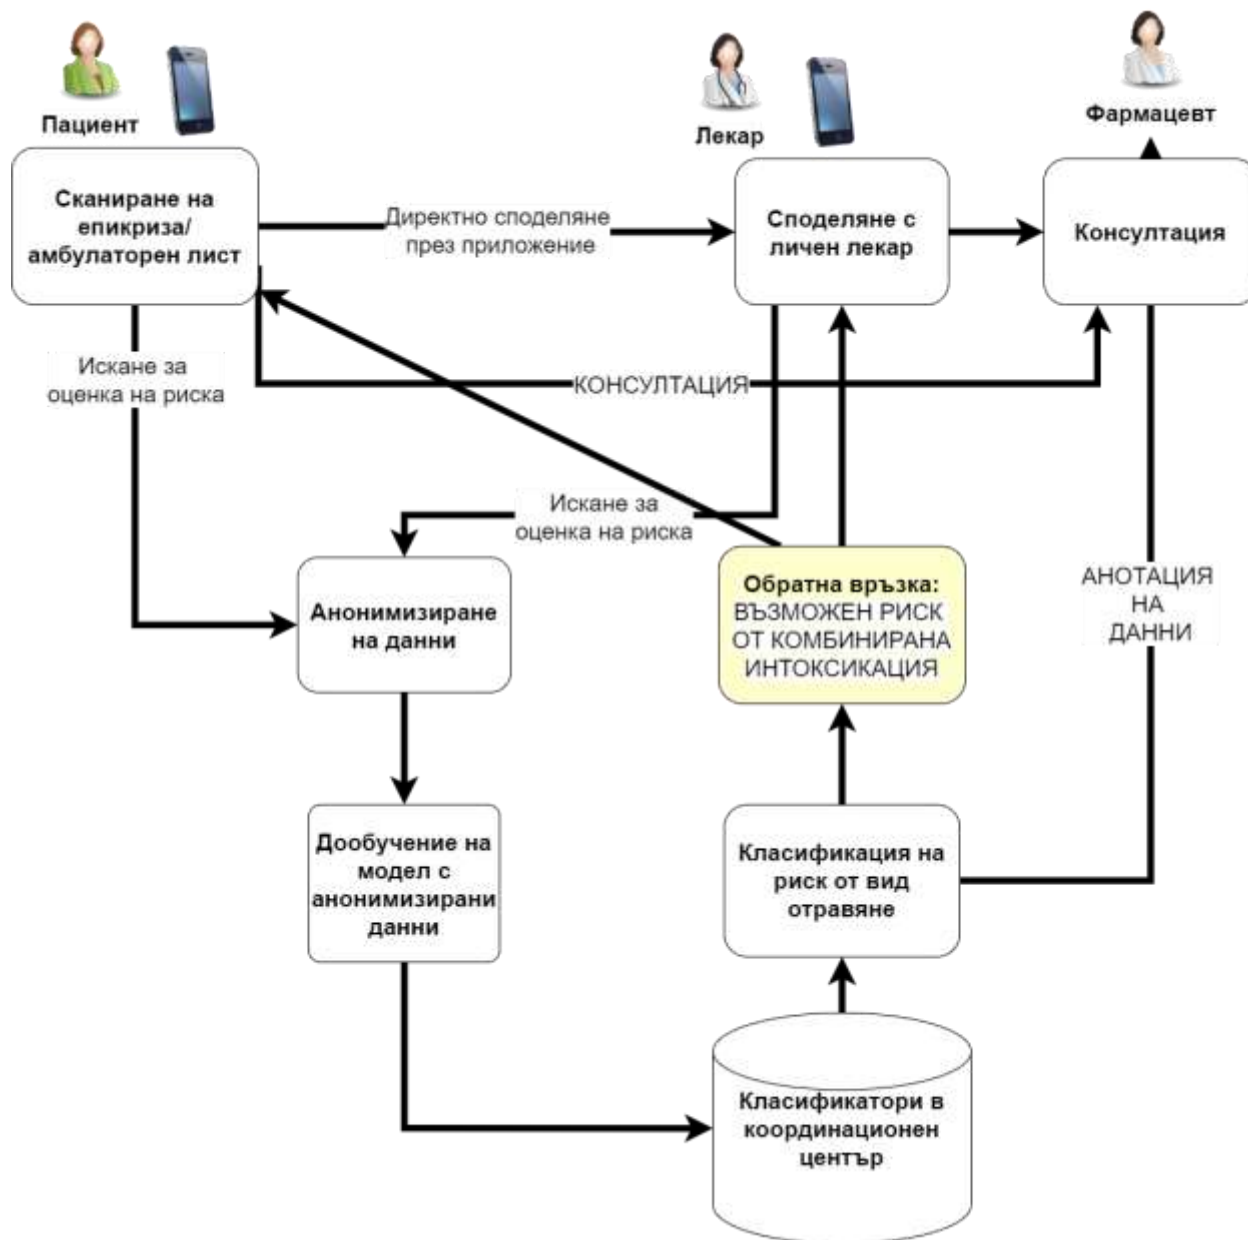 Пациент
Лекар
Фармацевт
Сканиране на
епикриза/
амбулаторен лист
Директно споделяне
през приложение
Споделяне с
личен лекар
Консултация
Искане за
оценка на риска
КОНСУЛТАЦИЯ
Искане за
оценка на риска
Анонимизиране
на данни
Обратна връзка:
ВЪЗМОЖЕН РИСК
ОТ КОМБИНИРАНА
ИНТОКСИКАЦИЯ
АНОТАЦИЯ
НА
ДАННИ
Дообучение на
модел с
анонимизирани
данни
Класификация на
риск от вид
отравяне
Класификатори в
координационен
център